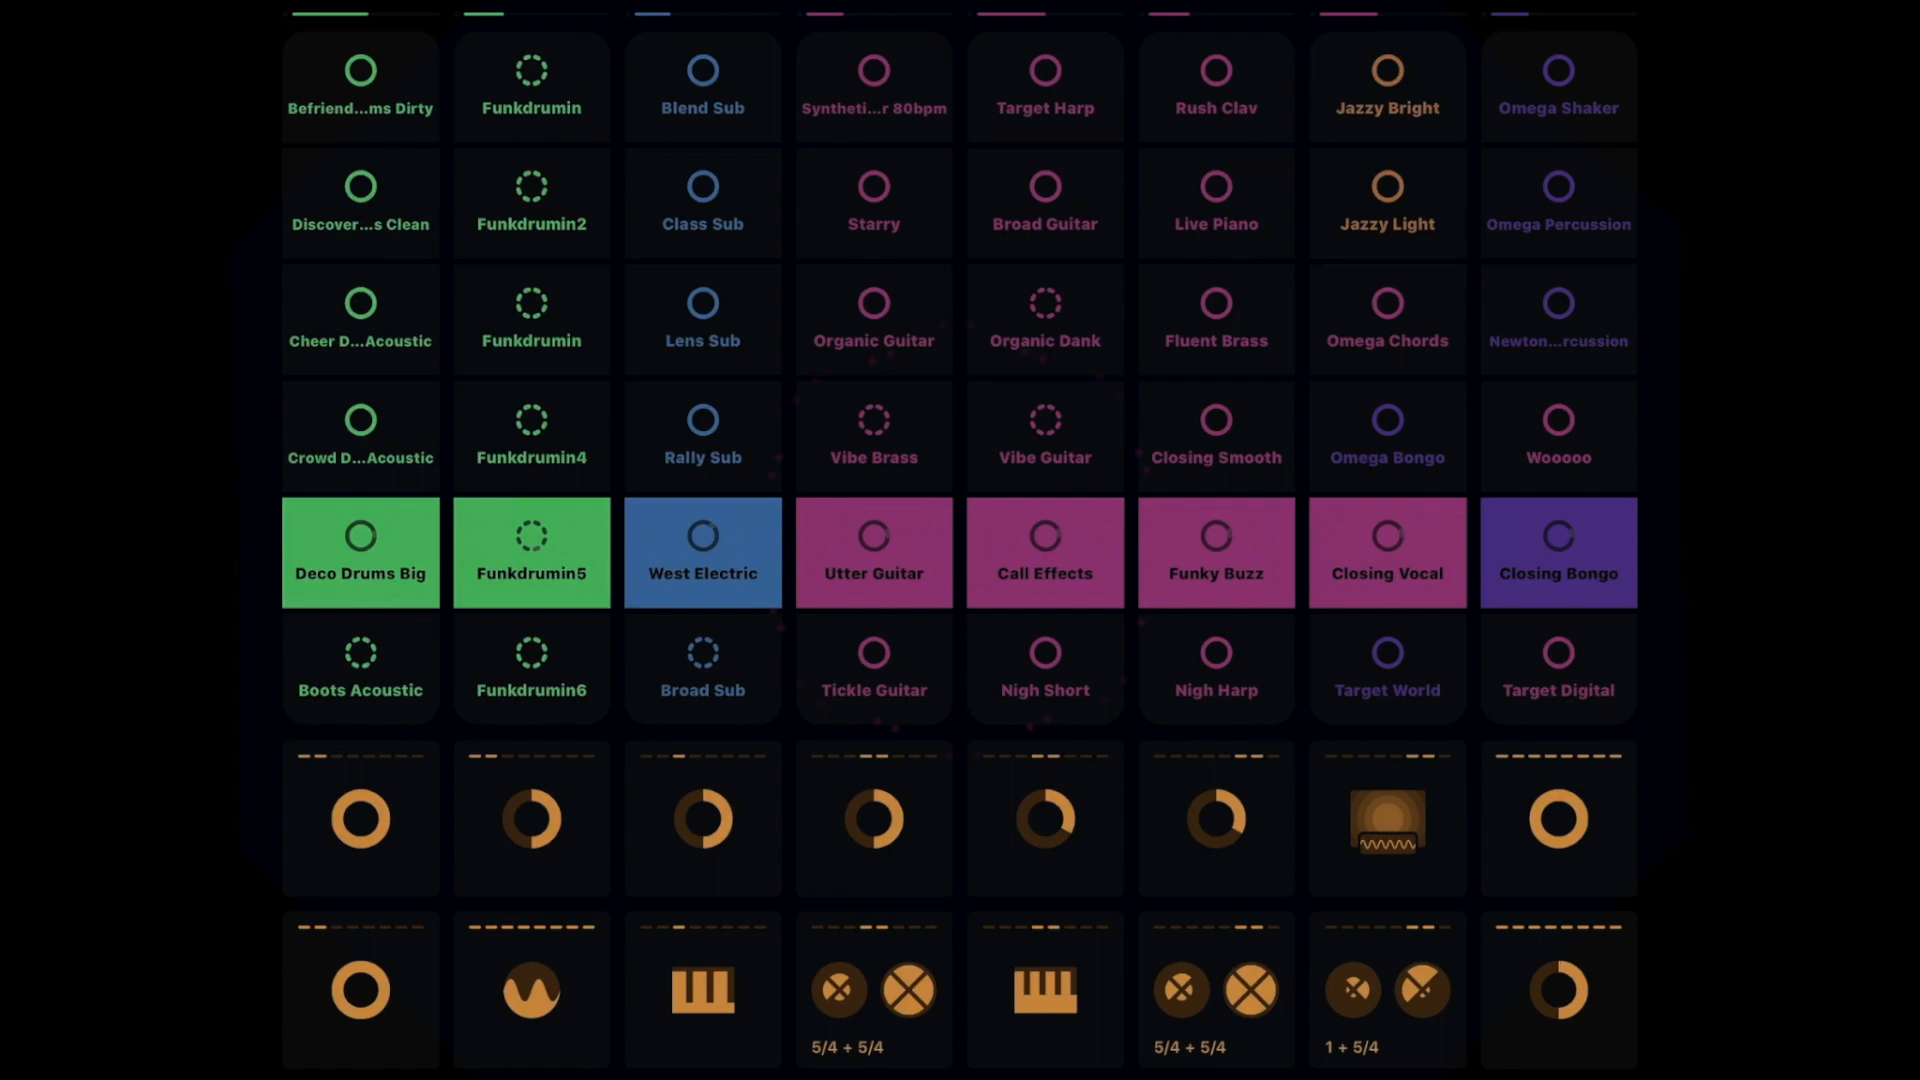 Befriend...ms Dirty
Funkdrumin
Blend Sub
Syntheti...r 80bpm
Target Harp
Rush Clav
Jazzy Bright
Omega Shaker
Discover...s Clean
Funkdrumin2
Class Sub
Starry
Broad Guitar
Live Piano
Jazzy Light
Omega Percussion
Cheer D...Acoustic
Funkdrumin
Lens Sub
Organic Guitar
Organic Dank
Fluent Brass
Omega Chords
Newton...rcussion
Crowd D...Acoustic
Funkdrumin4
Rally Sub
Vibe Brass
Vibe Guitar
Closing Smooth
Omega Bongo
Wooooo
Deco Drums Big
Funkdrumin5
West Electric
Utter Guitar
Call Effects
Funky Buzz
Closing Vocal
Closing Bongo
Boots Acoustic
Funkdrumin6
Broad Sub
Tickle Guitar
Nigh Short
Nigh Harp
Target World
Target Digital
5/4 + 5/4
5/4 + 5/4
1 + 5/4